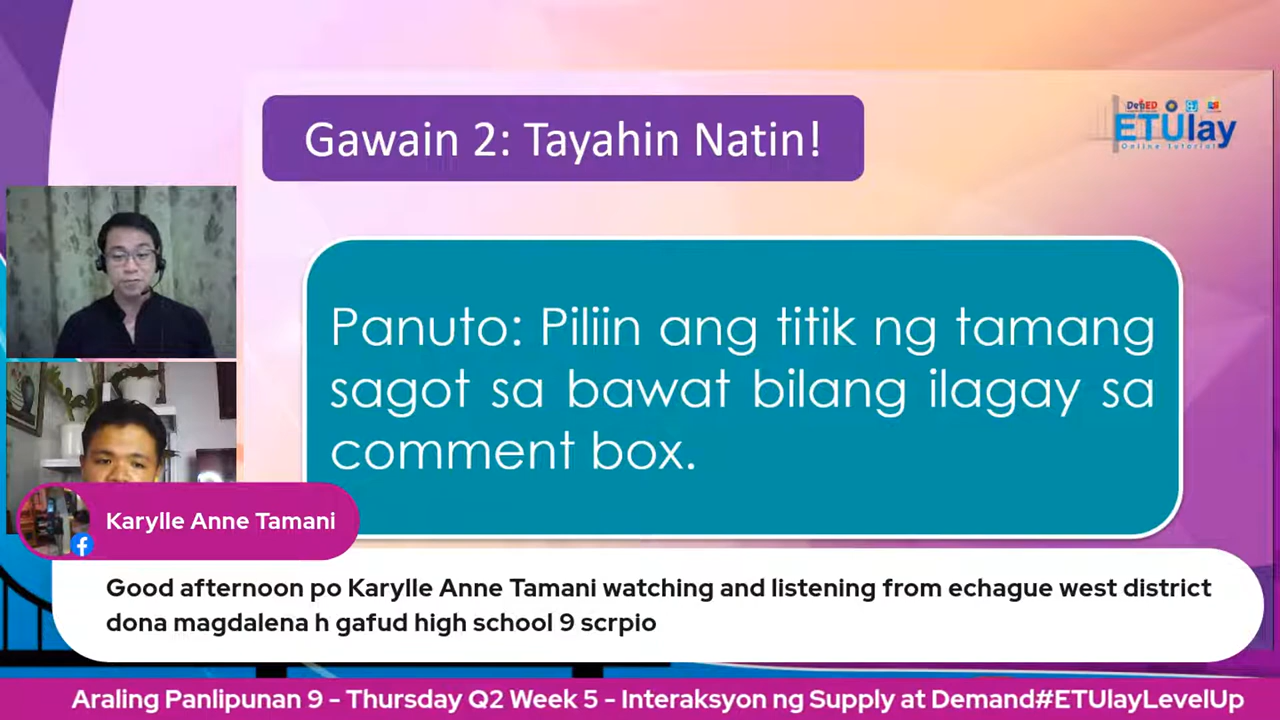 Gawain 2: Tayahin Natin!
DepED
ETUlay
Online Tutorial
Panuto: Piliin ang titik ng tamang
sagot sa bawat bilang ilagay sa
comment box.
Karylle Anne Tamani
Good afternoon po Karylle Anne Tamani watching and listening from echague west district
dona magdalena h gafud high school 9 scrpio
Araling Panlipunan 9 - Thursday Q2 Week 5 - Interaksyon ng Supply at Demand#ETUlayLevelUp